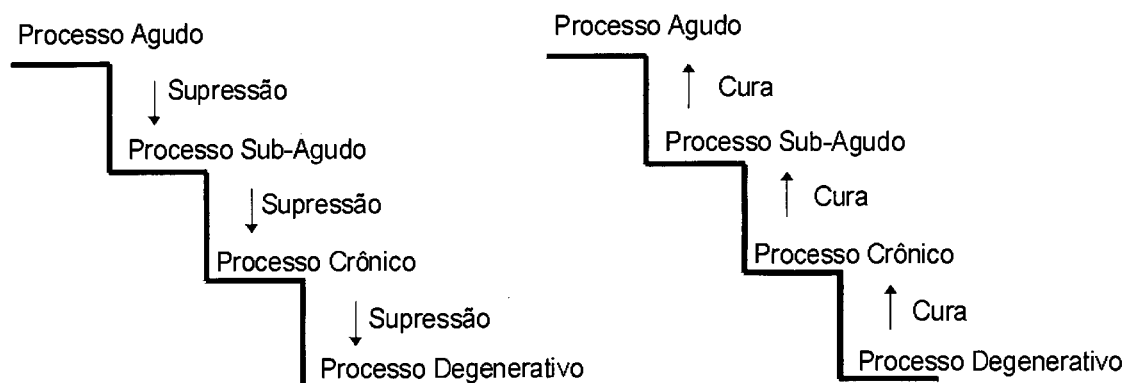 Processo Agudo
Supressão
Processo Sub-Agudo
Supressão
Processo Crônico
Supressão
Processo Degenerativo
Processo Agudo
Cura
Processo Sub-Agudo
Cura
Processo Crônico
Cura
Processo Degenerativo